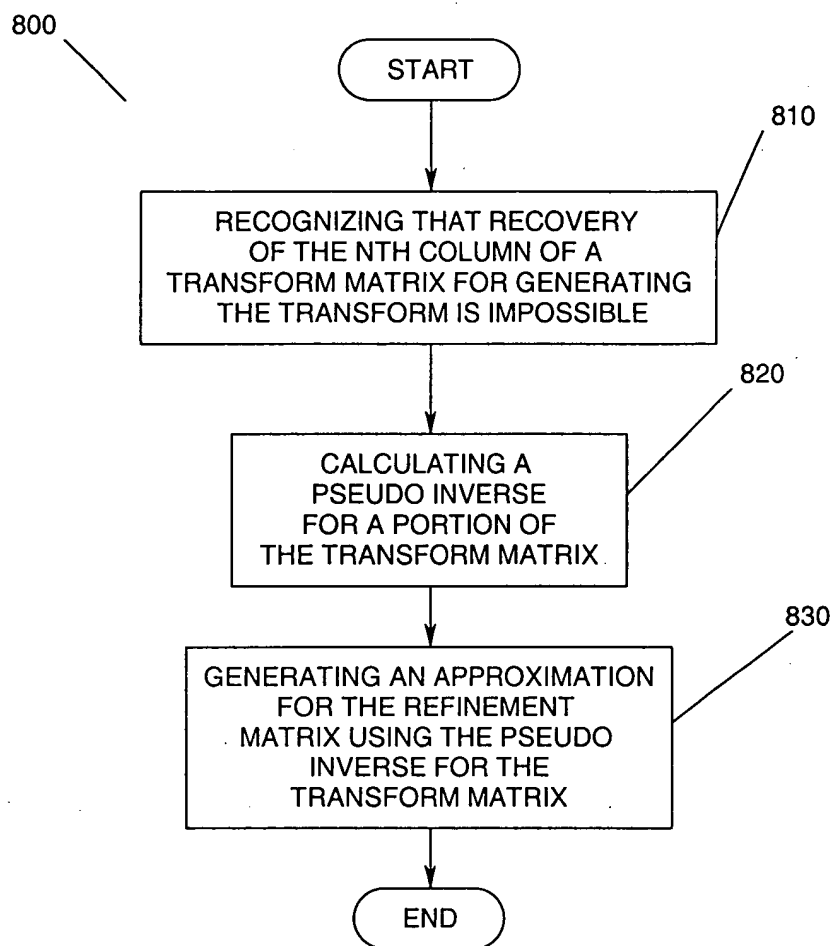 800
START
810
RECOGNIZING THAT RECOVERY
OF THE NTH COLUMN OF A
TRANSFORM MATRIX FOR GENERATING
THE TRANSFORM IS IMPOSSIBLE
820
CALCULATING A
PSEUDO INVERSE
FOR A PORTION OF
THE TRANSFORM MATRIX
830
GENERATING AN APPROXIMATION
FOR THE REFINEMENT
MATRIX USING THE PSEUDO
INVERSE FOR THE
TRANSFORM MATRIX
END